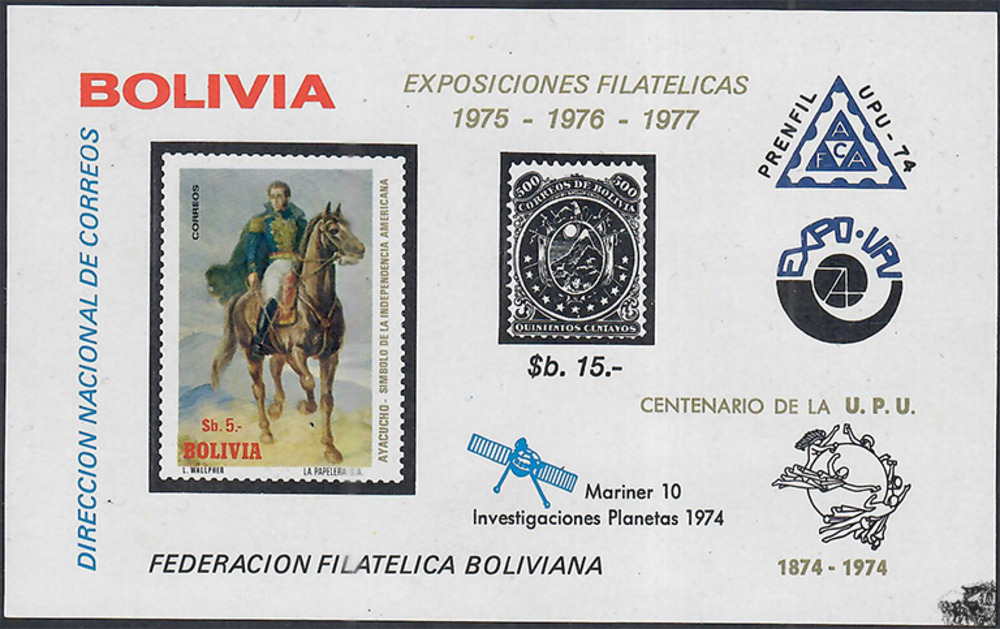 BOLIVIA
DIRECCION NACIONAL DE CORREOS
EXPOSICIONES FILATELICAS
1975 - 1976 - 1977
PRENFIL UPU-74
A
C
F A
EXPO·UPU
74
CORREOS
AYACUCHO - SIMBOLO DE LA INDEPENDENCIA AMERICANA
$b. 5.-
BOLIVIA
L. WALLPHER LA PAPELERA S.A.
500 500
CORREOS DE BOLIVIA
QUINIENTOS CENTAVOS
$b. 15.-
CENTENARIO DE LA U.P.U.
1874 - 1974
Mariner 10
Investigaciones Planetas 1974
FEDERACION FILATELICA BOLIVIANA